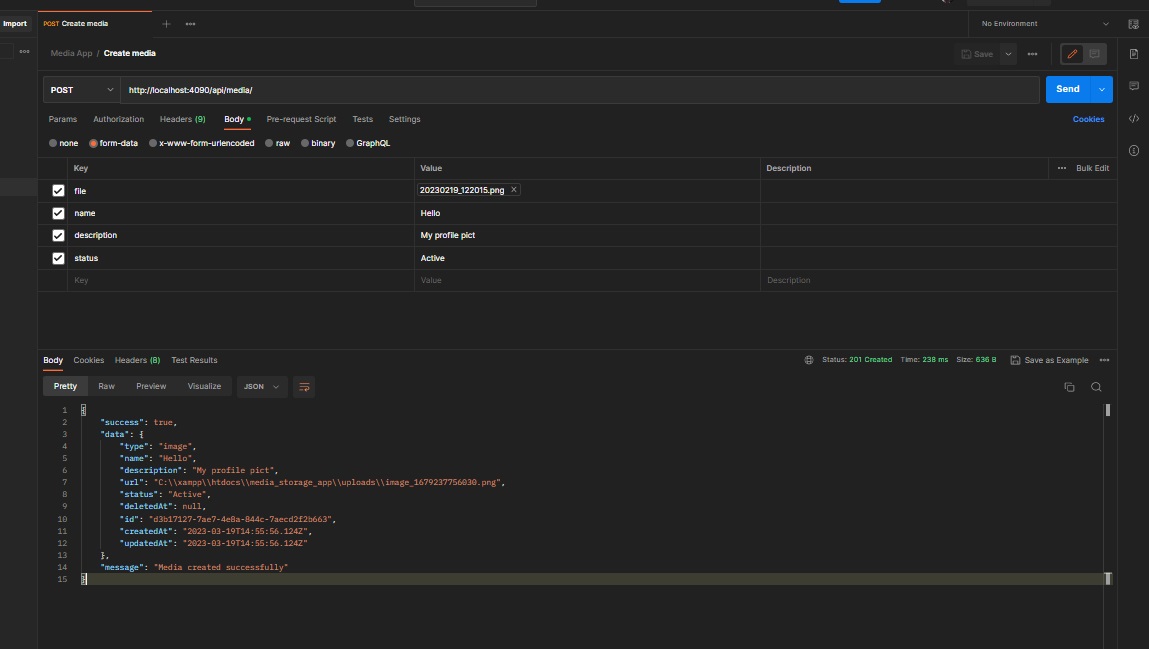 Import
POST Create media
No Environment
Media App / Create media
Save
POST
http://localhost:4090/api/media/
Send
Params Authorization Headers (9) Body Pre-request Script Tests Settings
Cookies
none form-data x-www-form-urlencoded raw binary GraphQL
Key Value Description Bulk Edit
file 20230219_122015.png
name Hello
description My profile pict
status Active
Key Value Description
Body Cookies Headers (8) Test Results
Status: 201 Created Time: 238 ms Size: 636 B Save as Example
Pretty Raw Preview Visualize JSON
1 {
2 "success": true,
3 "data": {
4 "type": "image",
5 "name": "Hello",
6 "description": "My profile pict",
7 "url": "C:\\xampp\\htdocs\\media_storage_app\\uploads\\image_1679237756030.png",
8 "status": "Active",
9 "deletedAt": null,
10 "id": "d3b17127-7ae7-4e8a-844c-7aecd2f2b663",
11 "createdAt": "2023-03-19T14:55:56.124Z",
12 "updatedAt": "2023-03-19T14:55:56.124Z"
13 },
14 "message": "Media created successfully"
15 }